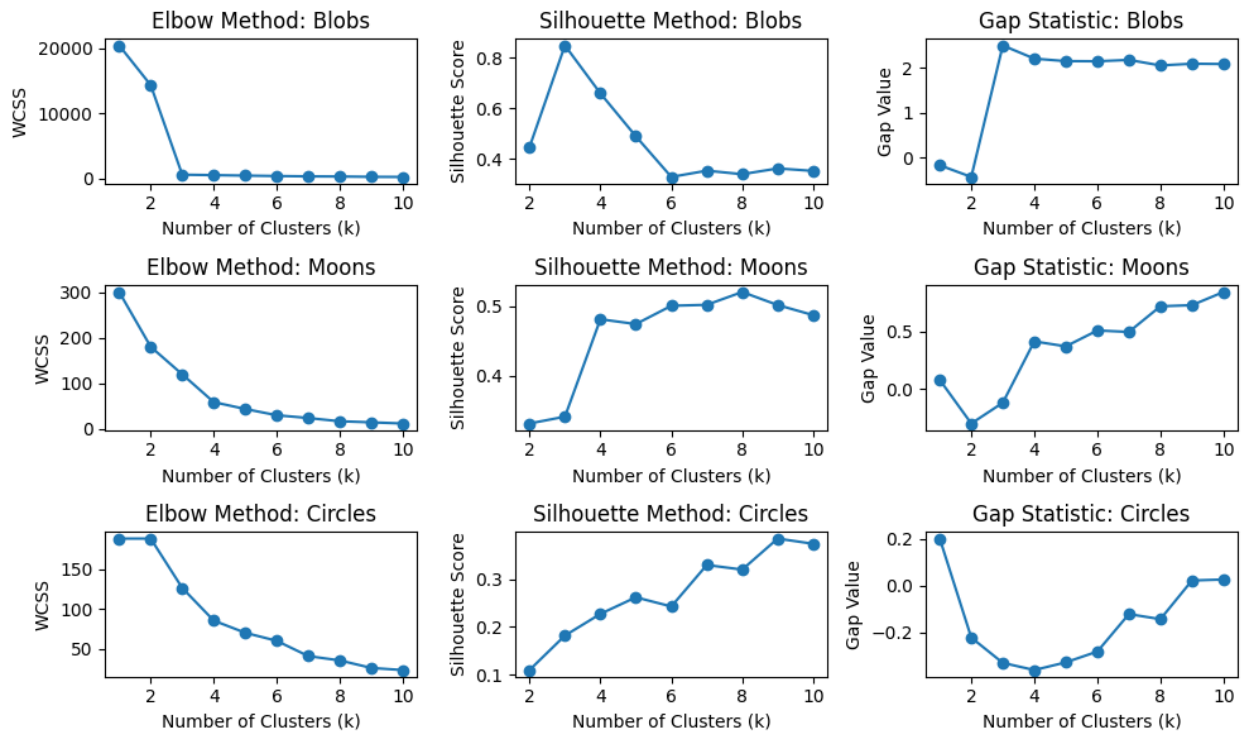 Elbow Method: Blobs
WCSS
20000
10000
0
2 4 6 8 10
Number of Clusters (k)
Silhouette Method: Blobs
Silhouette Score
0.8
0.6
0.4
2 4 6 8 10
Number of Clusters (k)
Gap Statistic: Blobs
Gap Value
2
1
0
2 4 6 8 10
Number of Clusters (k)
Elbow Method: Moons
WCSS
300
200
100
0
2 4 6 8 10
Number of Clusters (k)
Silhouette Method: Moons
Silhouette Score
0.5
0.4
2 4 6 8 10
Number of Clusters (k)
Gap Statistic: Moons
Gap Value
0.5
0.0
2 4 6 8 10
Number of Clusters (k)
Elbow Method: Circles
WCSS
150
100
50
2 4 6 8 10
Number of Clusters (k)
Silhouette Method: Circles
Silhouette Score
0.3
0.2
0.1
2 4 6 8 10
Number of Clusters (k)
Gap Statistic: Circles
Gap Value
0.2
0.0
−0.2
2 4 6 8 10
Number of Clusters (k)